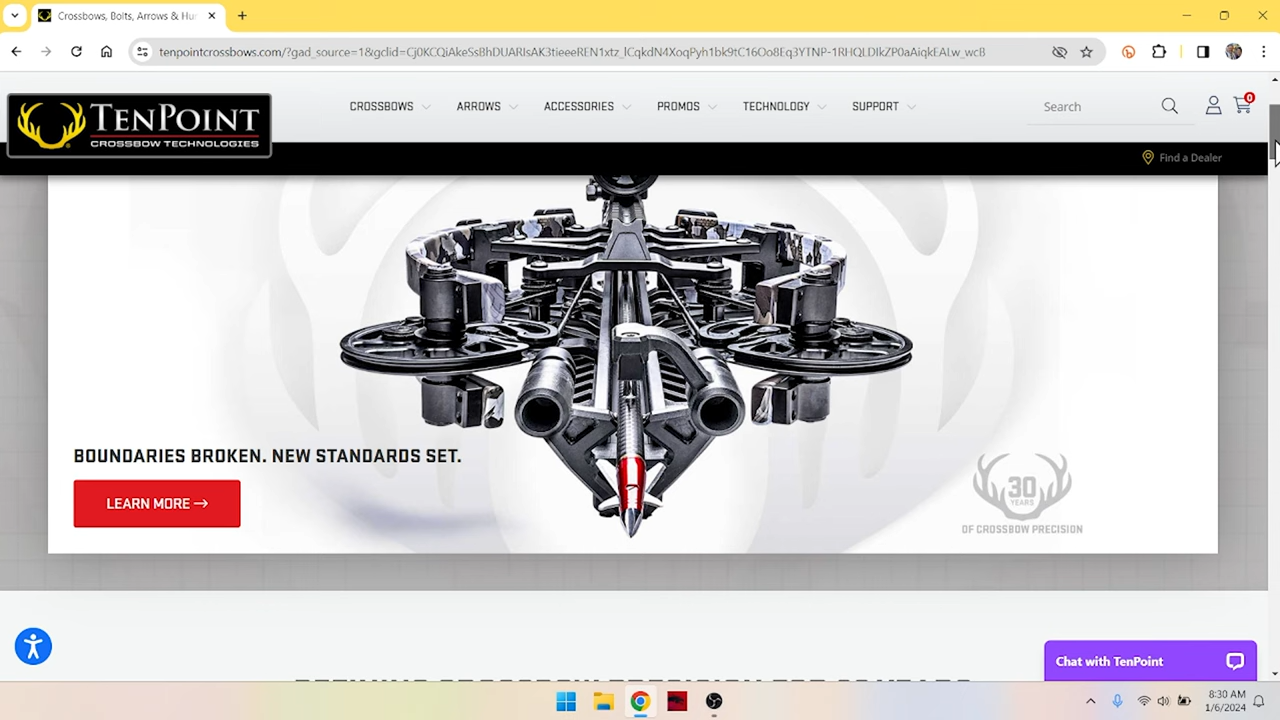 Crossbows, Bolts, Arrows & Hu
tenpointcrossbows.com/?gad_source=1&gclid=
TENPOINT
CROSSBOW TECHNOLOGIES
CROSSBOWS
ARROWS
ACCESSORIES
PROMOS
TECHNOLOGY
SUPPORT
Search
0
Find a Dealer
BOUNDARIES BROKEN. NEW STANDARDS SET.
LEARN MORE →
30
YEARS
OF CROSSBOW PRECISION
Chat with TenPoint
8:30 AM
1/6/2024